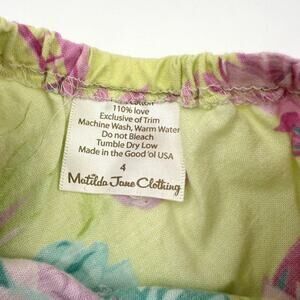 Cotton
110% love
Exclusive of Trim
Machine Wash, Warm Water
Do not Bleach
Tumble Dry Low
Made in the Good 'ol USA
4
Matilda Jane Clothing